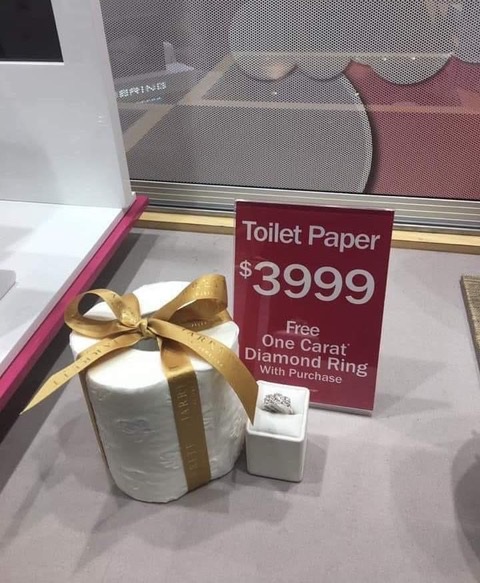 Toilet Paper
$3999
Free
One Carat*
Diamond Ring
With Purchase